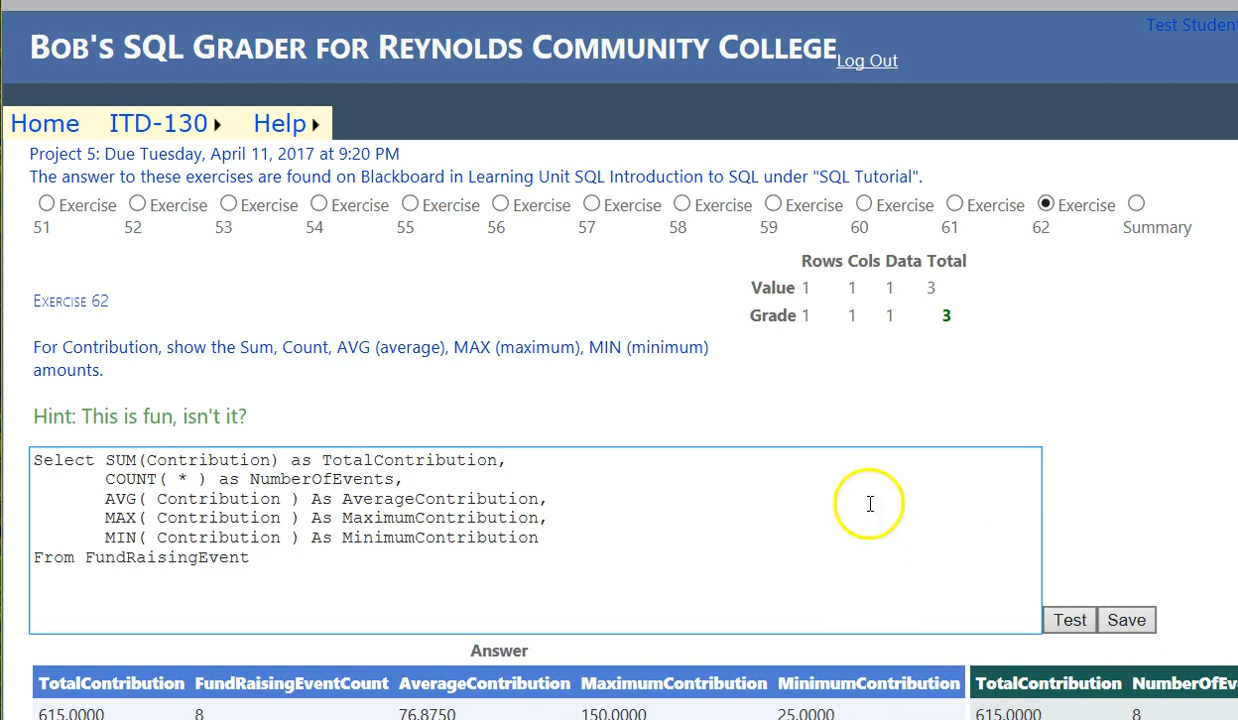 Test Student
BOB'S SQL GRADER FOR REYNOLDS COMMUNITY COLLEGE Log Out
Home ITD-130 Help
Project 5: Due Tuesday, April 11, 2017 at 9:20 PM
The answer to these exercises are found on Blackboard in Learning Unit SQL Introduction to SQL under "SQL Tutorial".
Exercise Exercise Exercise Exercise Exercise Exercise Exercise Exercise Exercise Exercise Exercise Exercise
51 52 53 54 55 56 57 58 59 60 61 62 Summary
Rows Cols Data Total
Value 1 1 1 3
Grade 1 1 1 3
EXERCISE 62
For Contribution, show the Sum, Count, AVG (average), MAX (maximum), MIN (minimum)
amounts.
Hint: This is fun, isn't it?
Select SUM(Contribution) as TotalContribution,
COUNT( * ) as NumberOfEvents,
AVG( Contribution ) As AverageContribution,
MAX( Contribution ) As MaximumContribution,
MIN( Contribution ) As MinimumContribution
From FundRaisingEvent
Test Save
Answer
TotalContribution FundRaisingEventCount AverageContribution MaximumContribution MinimumContribution TotalContribution NumberOfEv
615.0000 8 76.8750 150.0000 25.0000 615.0000 8